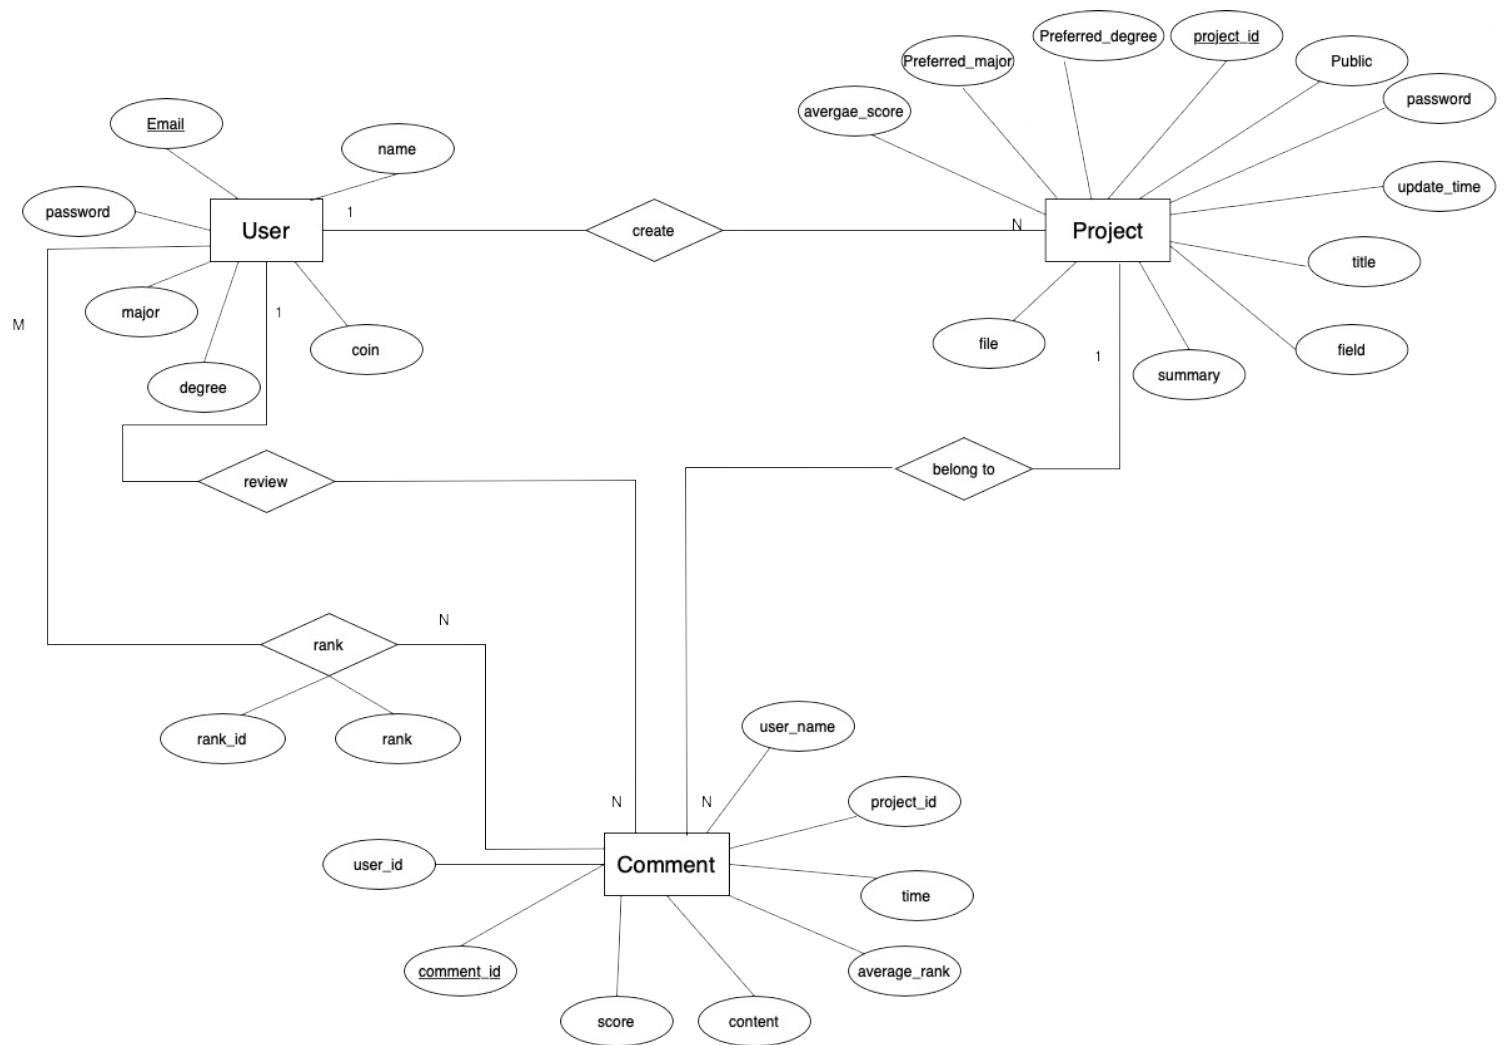 Preferred_degree
project_id
Preferred_major
Public
password
avergae_score
Email
name
update_time
password
1
User
create
N
Project
title
major
1
M
coin
file
1
field
summary
degree
belong to
review
N
rank
user_name
rank_id
rank
N
N
project_id
user_id
Comment
time
comment_id
average_rank
score
content